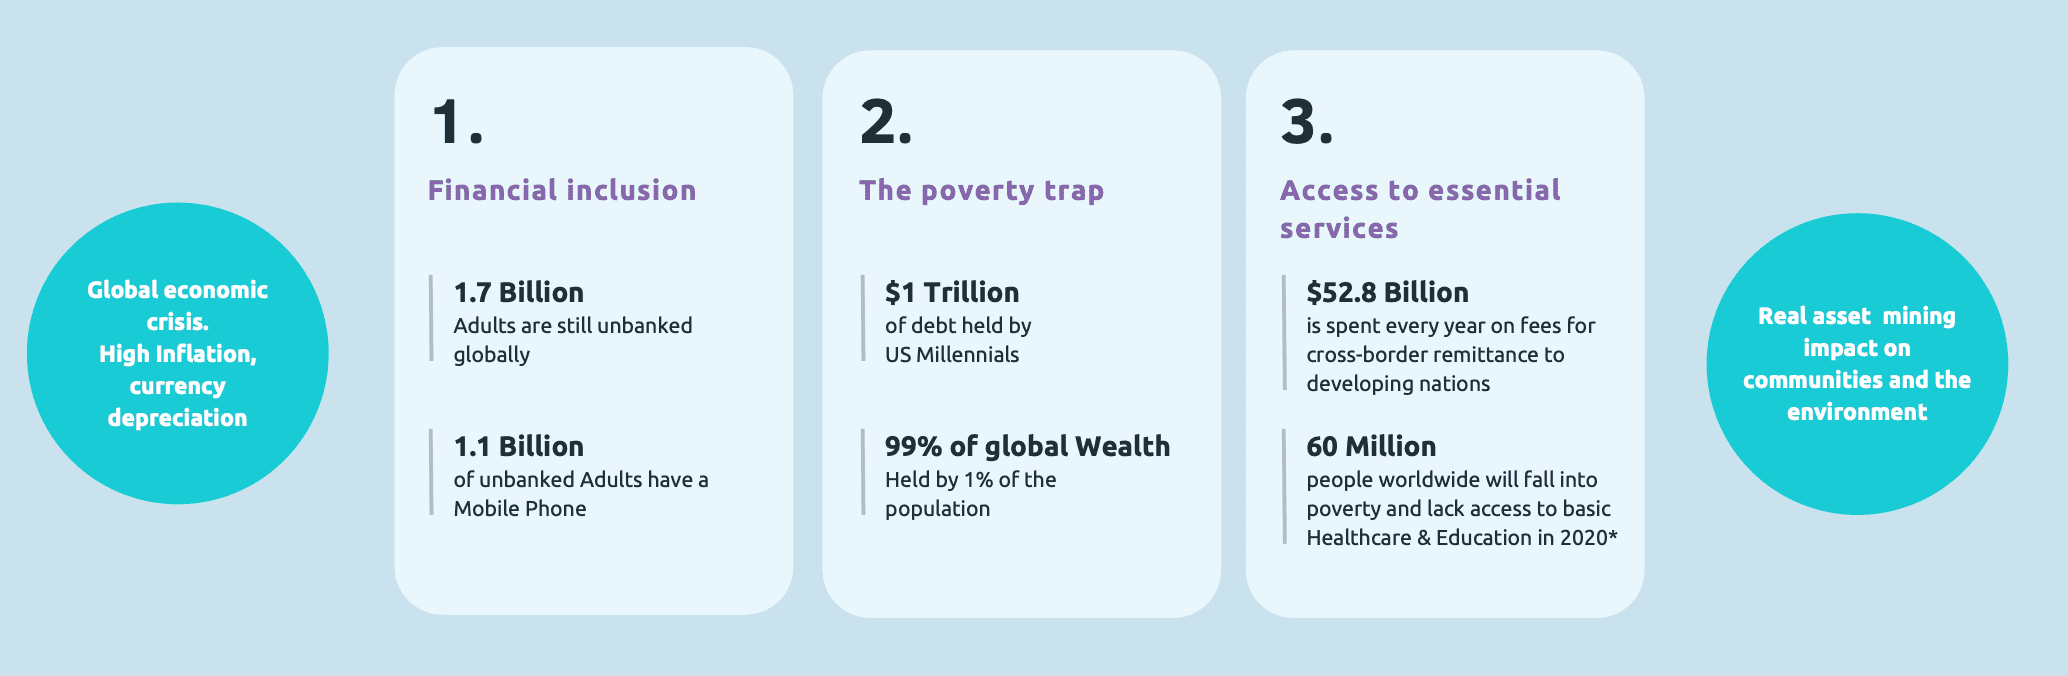 Global economic
crisis.
High Inflation,
currency
depreciation
1.
Financial inclusion
1.7 Billion
Adults are still unbanked
globally
1.1 Billion
of unbanked Adults have a
Mobile Phone
2.
The poverty trap
$1 Trillion
of debt held by
US Millennials
99% of global Wealth
Held by 1% of the
population
3.
Access to essential
services
$52.8 Billion
is spent every year on fees for
cross-border remittance to
developing nations
60 Million
people worldwide will fall into
poverty and lack access to basic
Healthcare & Education in 2020*
Real asset  mining
impact on
communities and the
environment